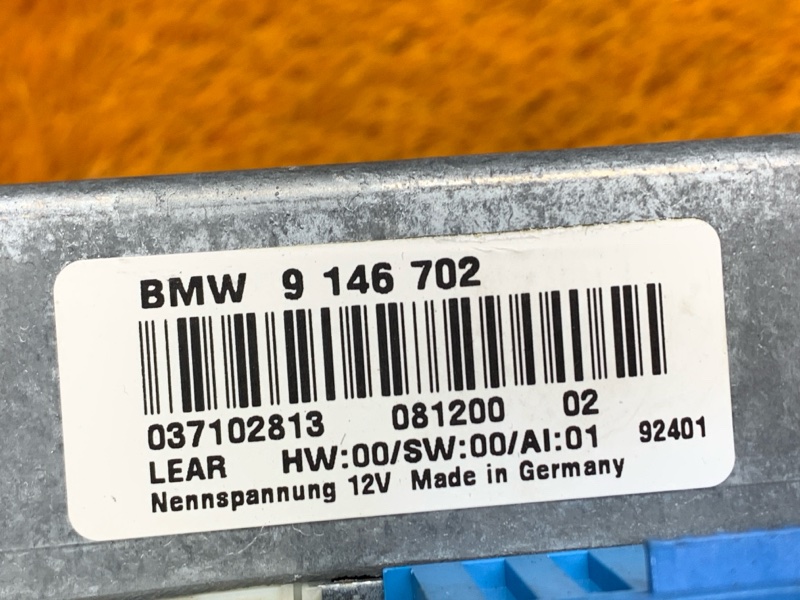 BMW 9 146 702
037102813 081200 02
LEAR HW:00/SW:00/AI:01 92401
Nennspannung 12V Made in Germany